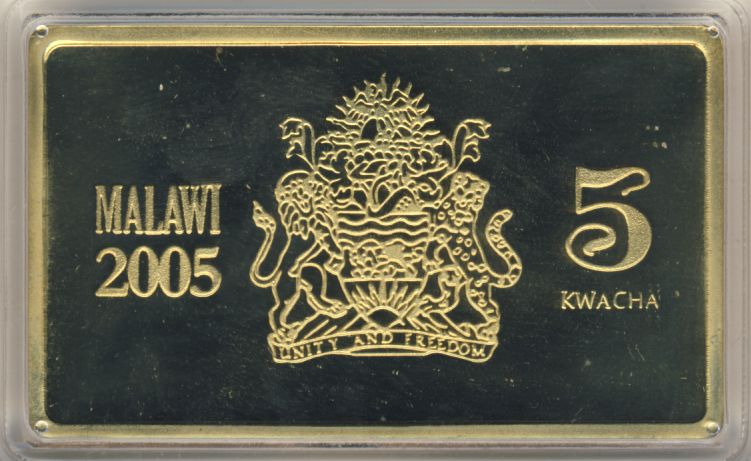 MALAWI
2005
UNITY AND FREEDOM
5
KWACHA